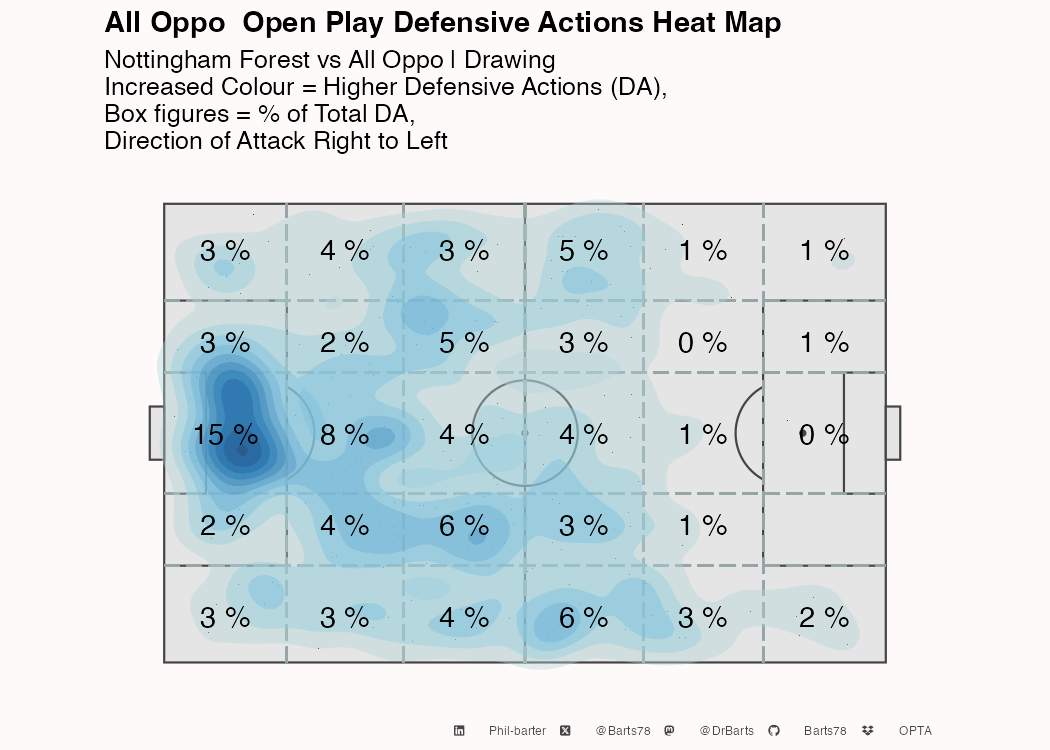 All Oppo  Open Play Defensive Actions Heat Map
Nottingham Forest vs All Oppo | Drawing
Increased Colour = Higher Defensive Actions (DA),
Box figures = % of Total DA,
Direction of Attack Right to Left
3 % 4 % 3 % 5 % 1 % 1 %
3 % 2 % 5 % 3 % 0 % 1 %
15 % 8 % 4 % 4 % 1 % 0 %
2 % 4 % 6 % 3 % 1 %
3 % 3 % 4 % 6 % 3 % 2 %
Phil-barter @Barts78 @DrBarts Barts78 OPTA